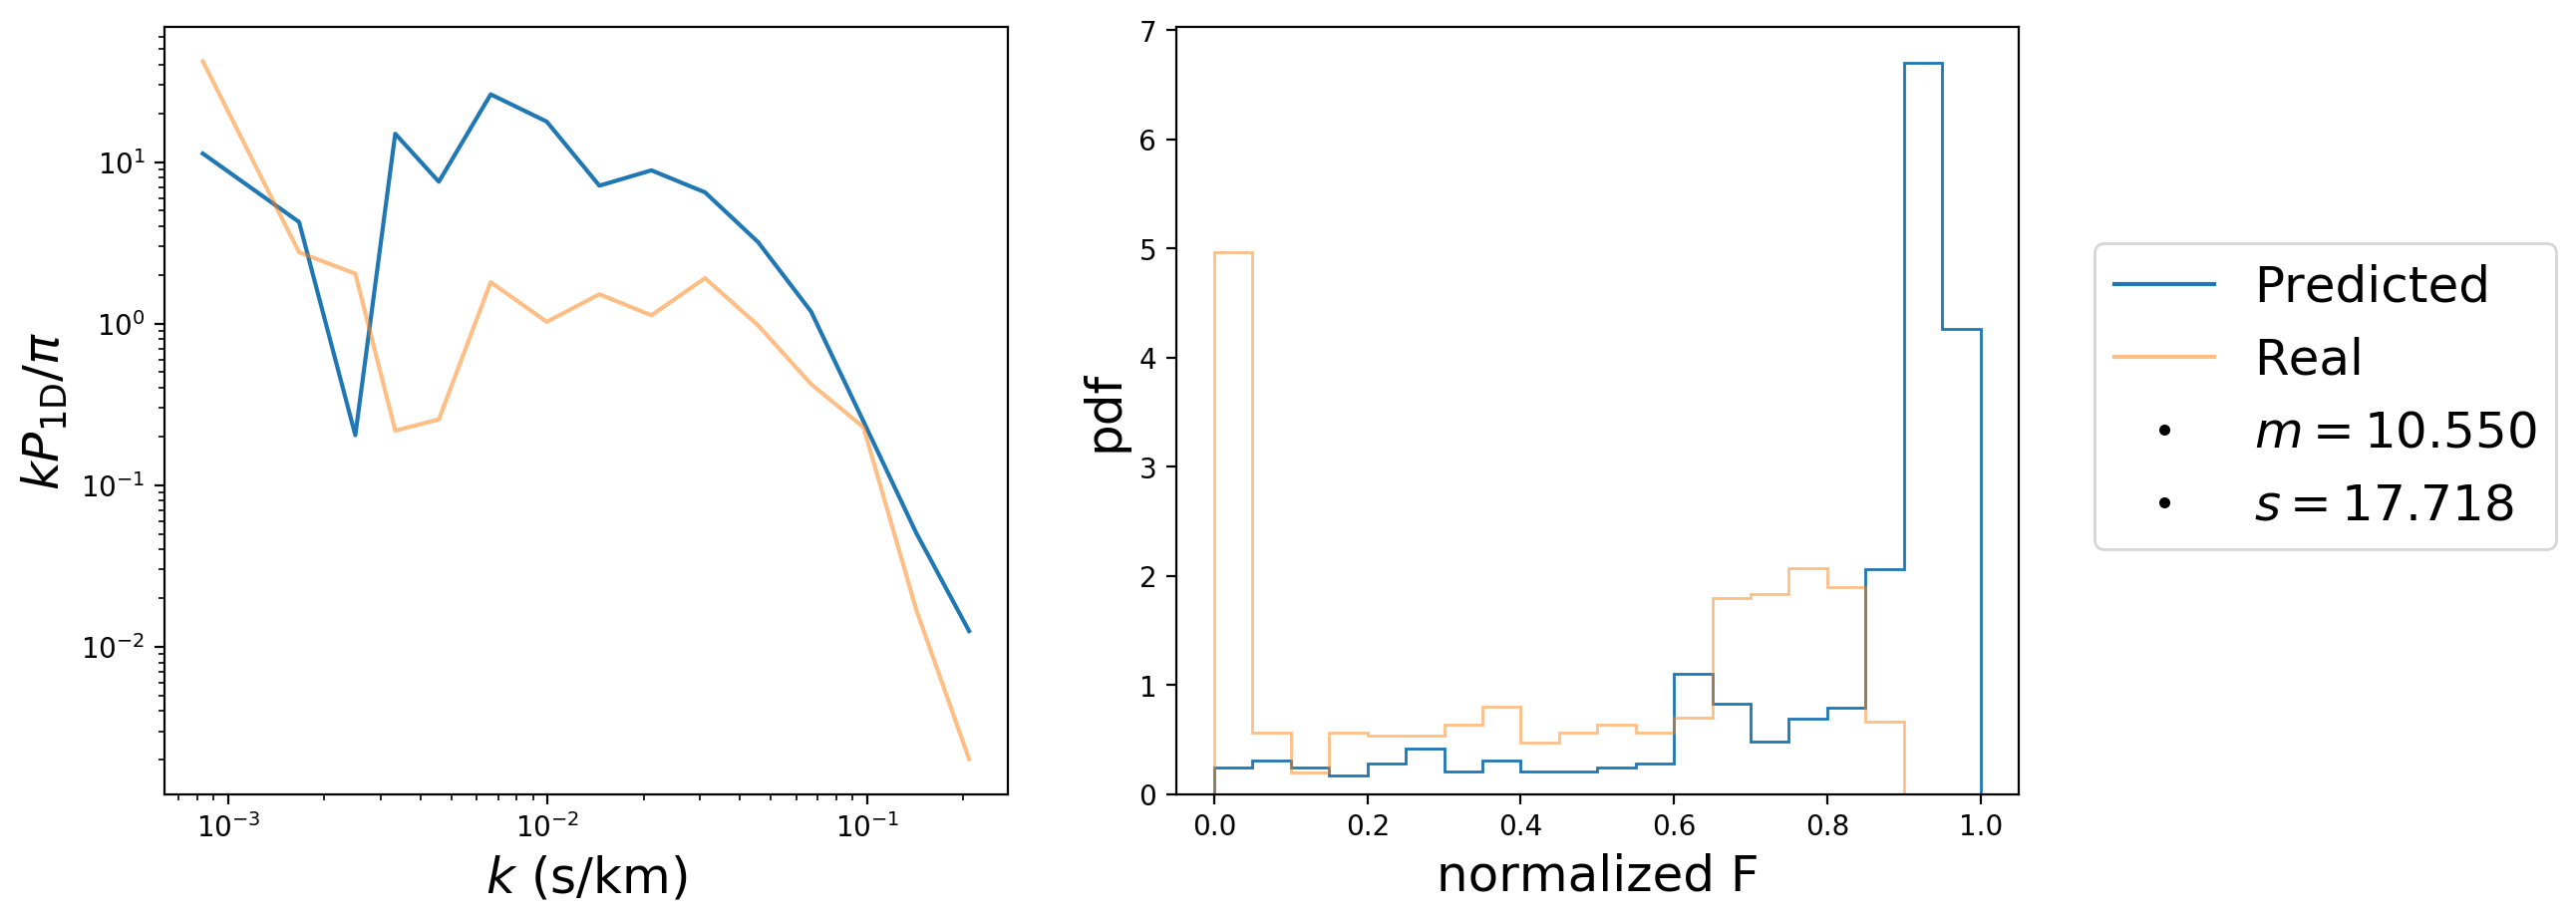 kP₁D/π
10¹
10⁰
10⁻¹
10⁻²
10⁻³ 10⁻² 10⁻¹
k (s/km)
pdf
7
6
5
4
3
2
1
0
0.0 0.2 0.4 0.6 0.8 1.0
normalized F
Predicted
Real
m = 10.550
s = 17.718